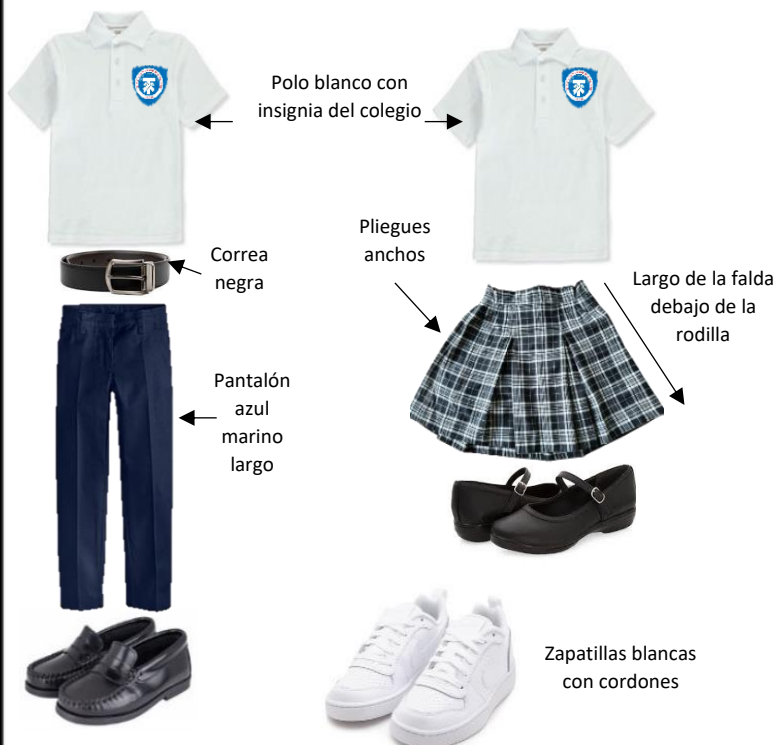 Polo blanco con
insignia del colegio
Pliegues
anchos
Correa
negra
Largo de la falda
debajo de la
rodilla
Pantalón
azul
marino
largo
Zapatillas blancas
con cordones